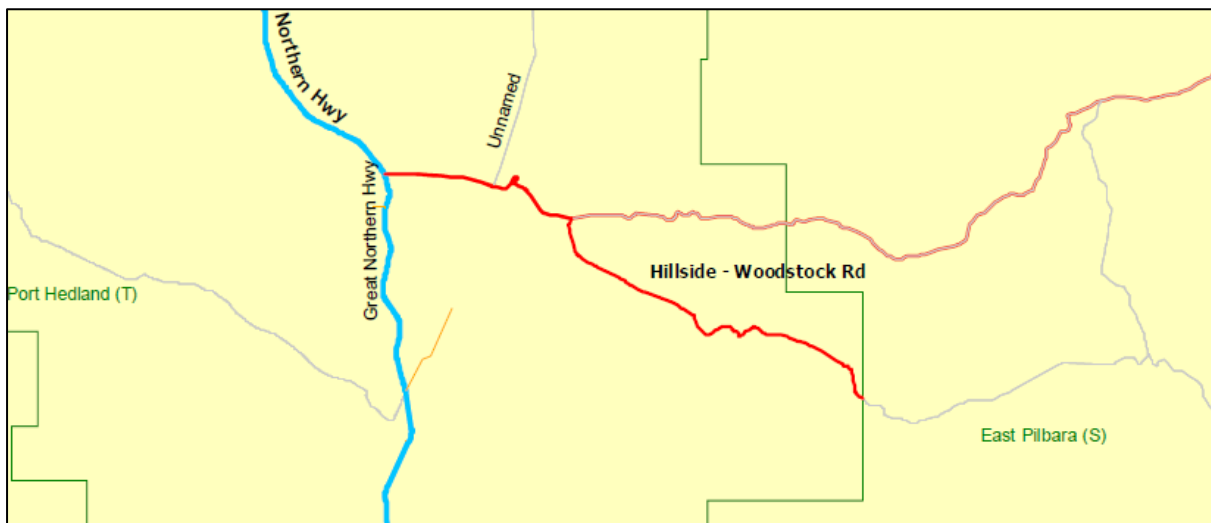 Northern Hwy
Unnamed
Great Northern Hwy
Hillside - Woodstock Rd
Port Hedland (T)
East Pilbara (S)